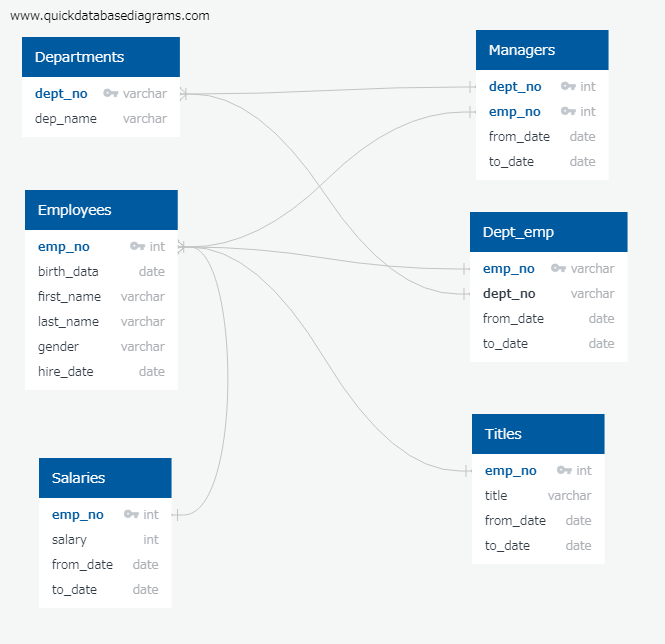 www.quickdatabasediagrams.com
Departments
dept_no varchar
dep_name varchar
Managers
dept_no int
emp_no int
from_date date
to_date date
Employees
emp_no int
birth_data date
first_name varchar
last_name varchar
gender varchar
hire_date date
Dept_emp
emp_no varchar
dept_no varchar
from_date date
to_date date
Salaries
emp_no int
salary int
from_date date
to_date date
Titles
emp_no int
title varchar
from_date date
to_date date